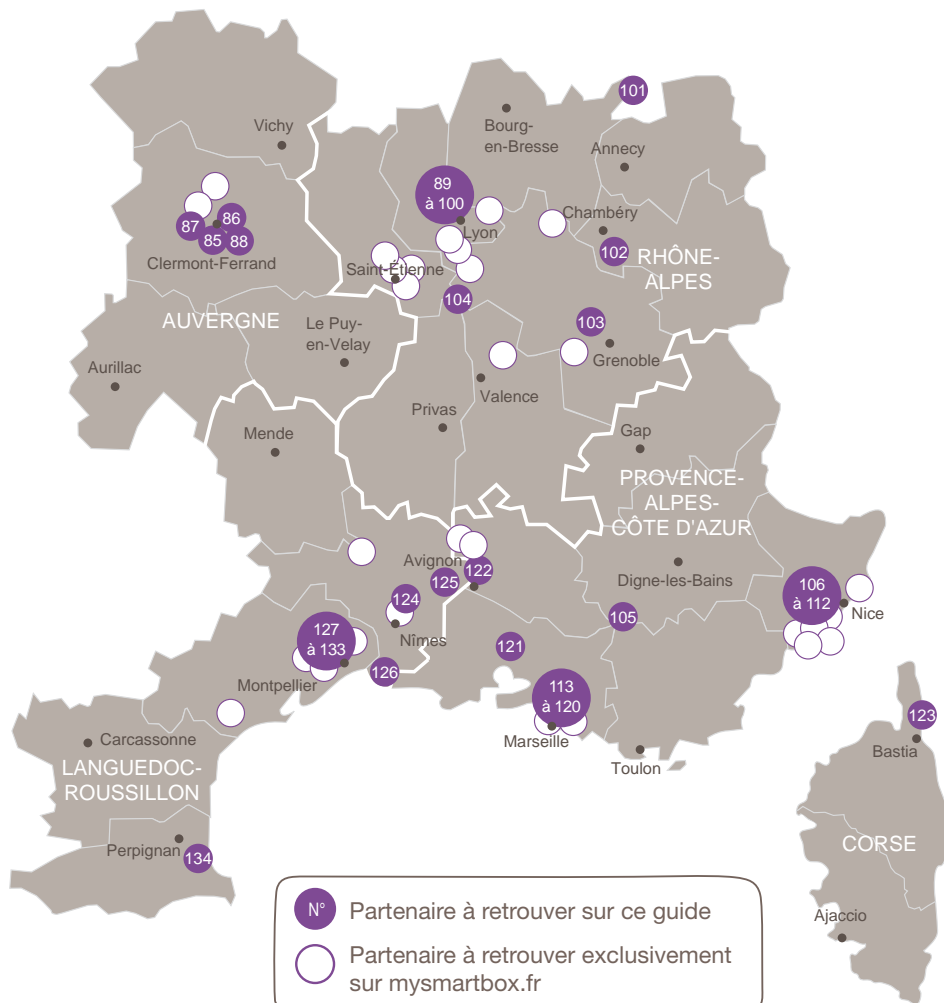 101
Vichy
Bourg-
en-Bresse
Annecy
89
à 100
86
87
Lyon
Chambéry
85
88
102
Clermont-Ferrand
RHÔNE-
ALPES
Saint-Étienne
104
AUVERGNE
Le Puy-
en-Velay
103
Grenoble
Aurillac
Valence
Privas
Mende
Gap
PROVENCE-
ALPES-
CÔTE D'AZUR
Avignon
122
125
Digne-les-Bains
106
à 112
124
Nice
105
Nîmes
127
à 133
121
126
Montpellier
113
à 120
123
Carcassonne
Marseille
Bastia
Toulon
LANGUEDOC-
ROUSSILLON
Perpignan
134
CORSE
N°
Partenaire à retrouver sur ce guide
Ajaccio
Partenaire à retrouver exclusivement
sur mysmartbox.fr